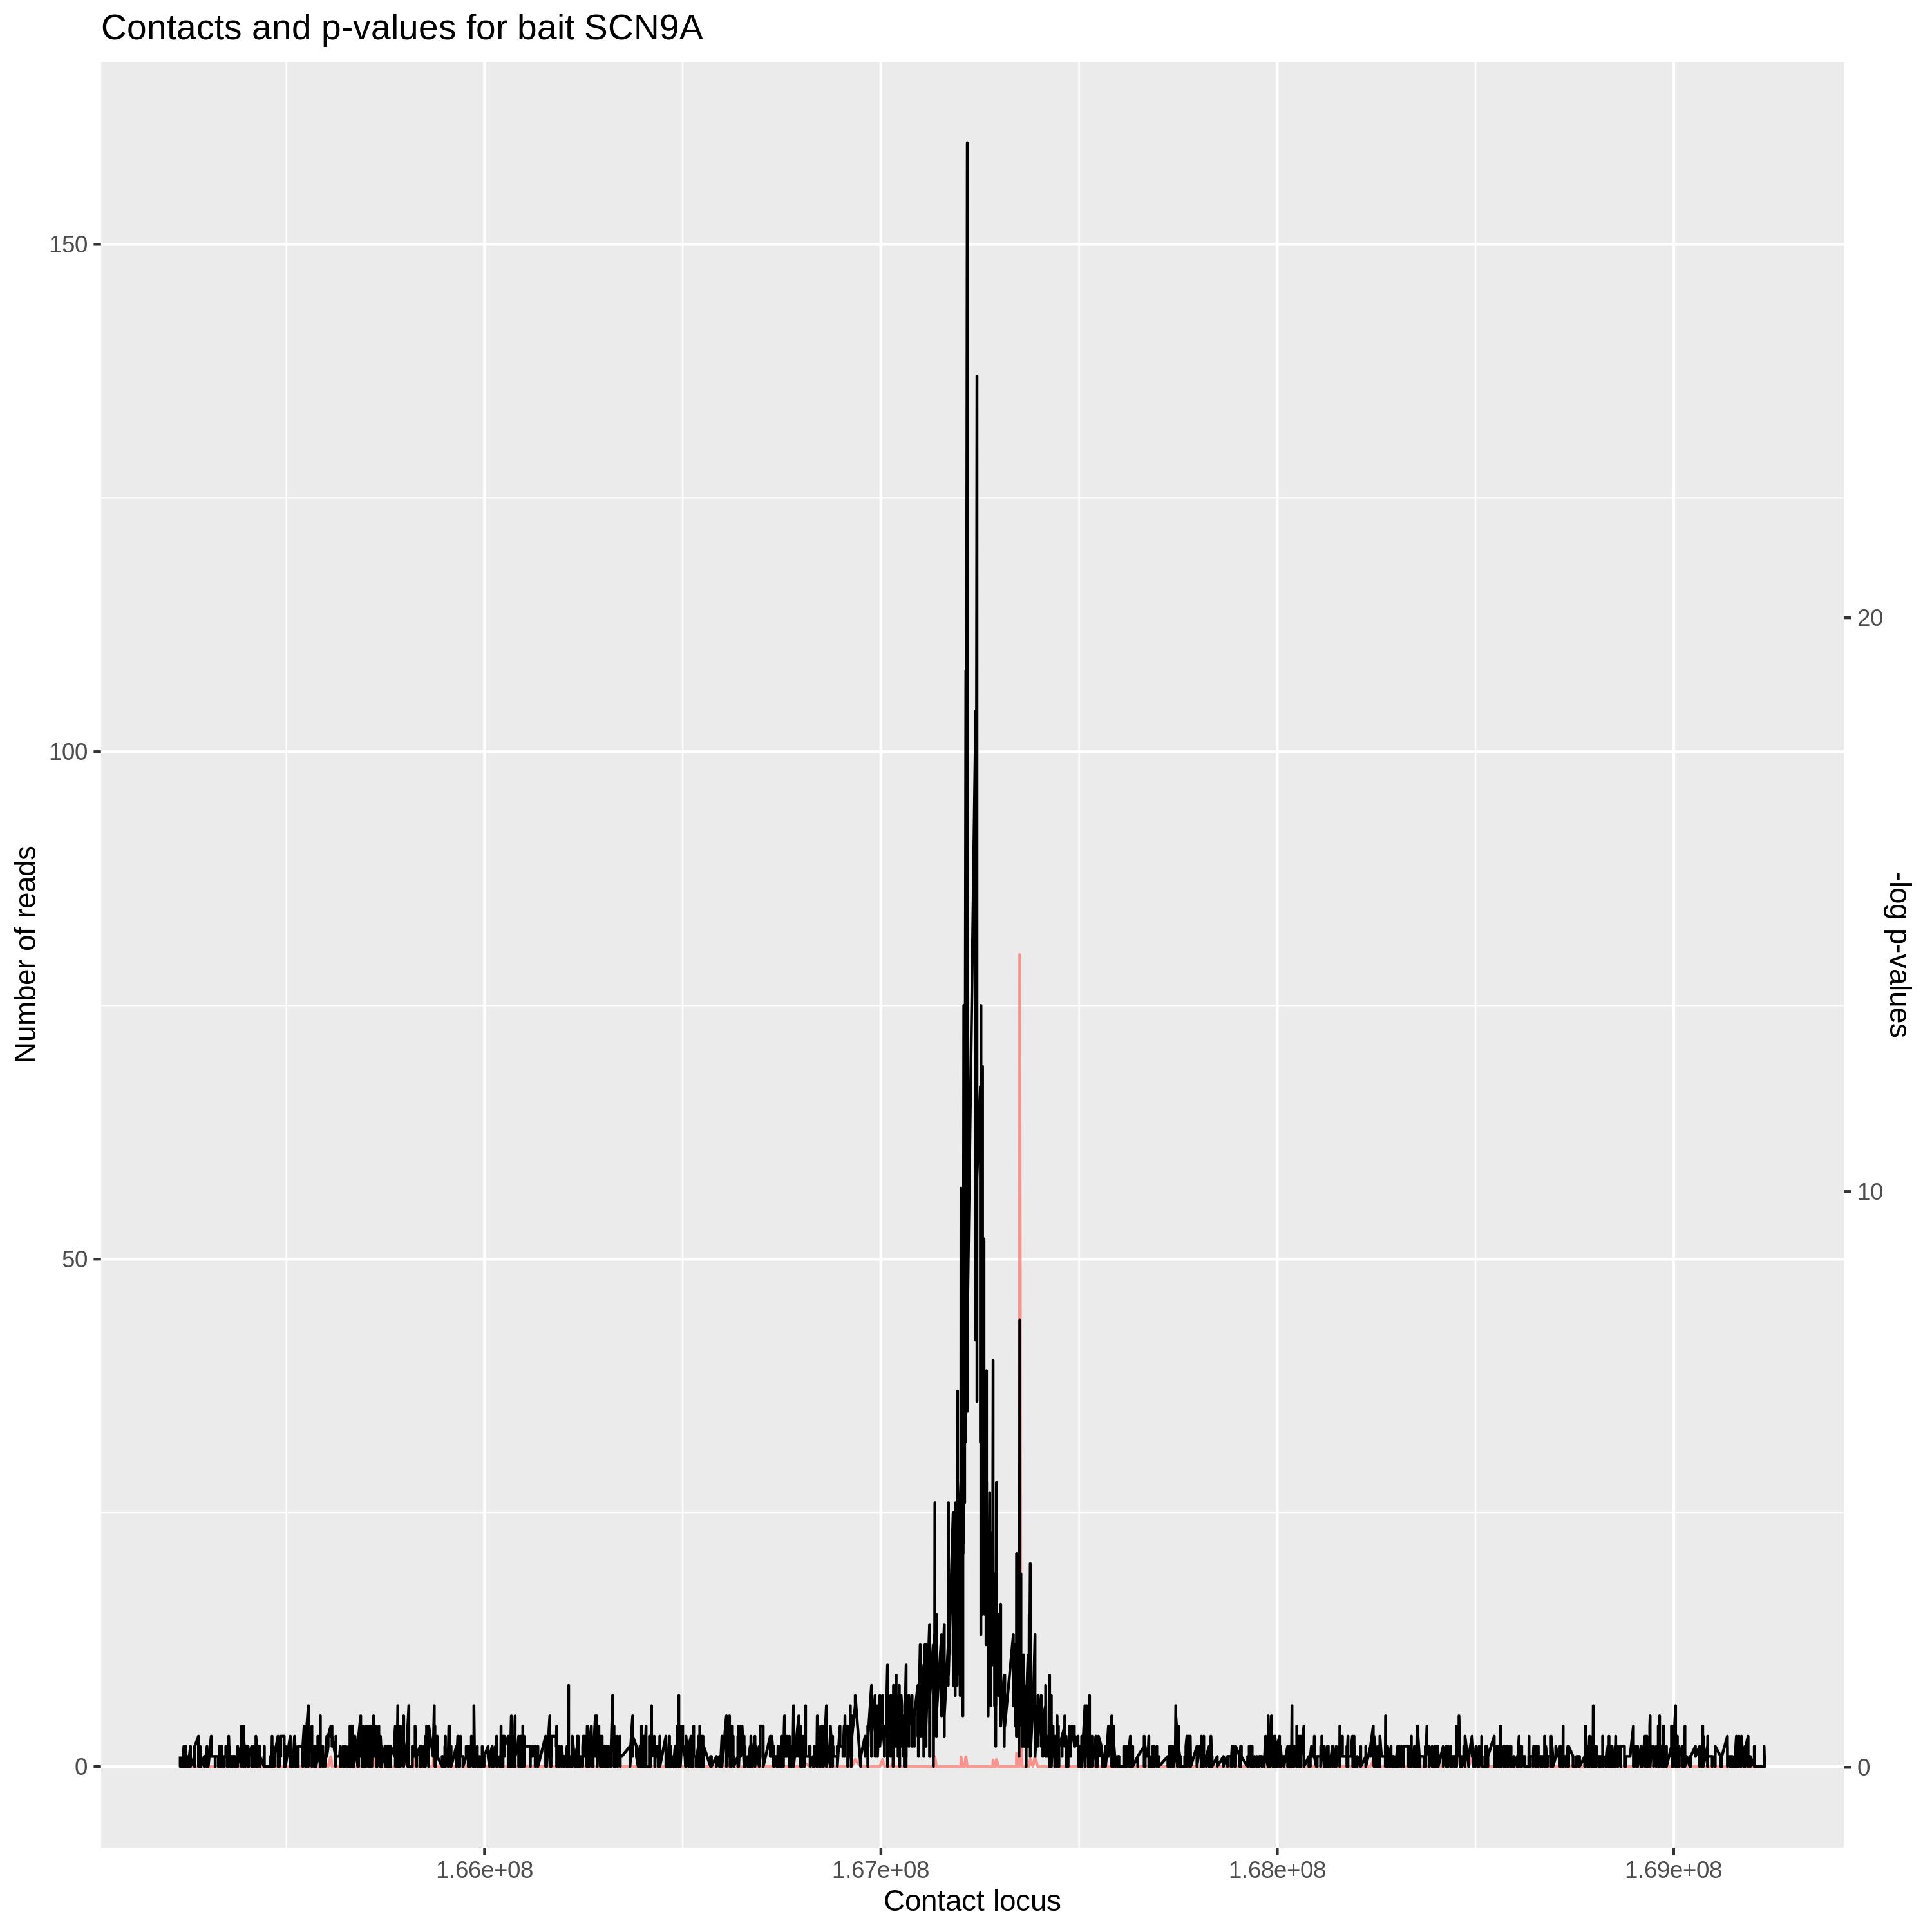 Contacts and p-values for bait SCN9A
150
100
50
0
Number of reads
20
10
0
-log p-values
1.66e+08
1.67e+08
1.68e+08
1.69e+08
Contact locus